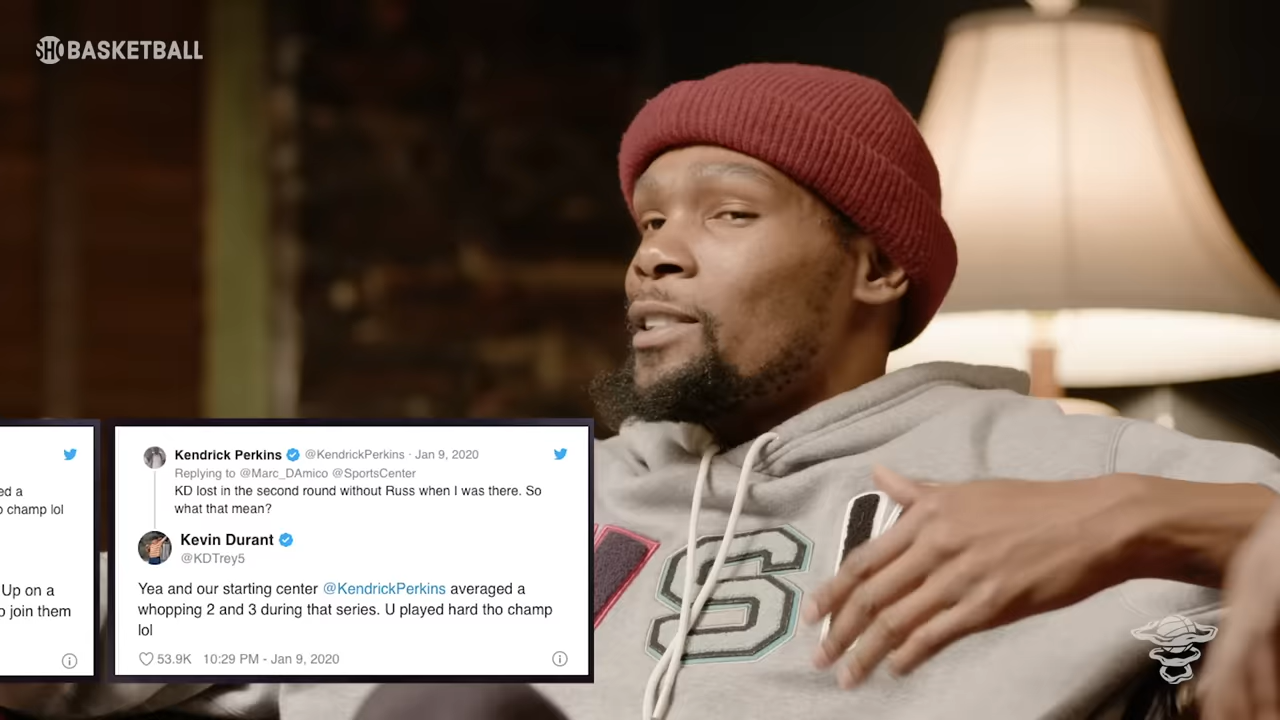 SHO BASKETBALL
Kendrick Perkins @KendrickPerkins · Jan 9, 2020
Replying to @Marc_DAmico @SportsCenter
KD lost in the second round without Russ when I was there. So
what that mean?
Kevin Durant
@KDTrey5
Yea and our starting center @KendrickPerkins averaged a
whopping 2 and 3 during that series. U played hard tho champ
lol
53.9K 10:29 PM - Jan 9, 2020
ed a
champ lol
Up on a
join them
S